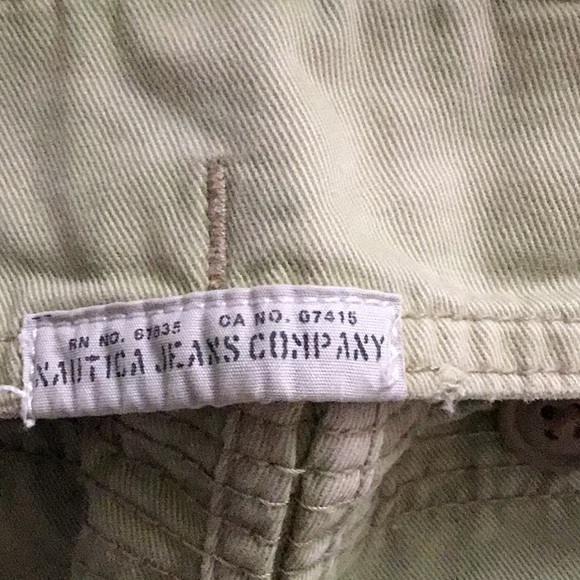 RN NO. 67835 CA NO. 07415
NAUTICA JEANS COMPANY